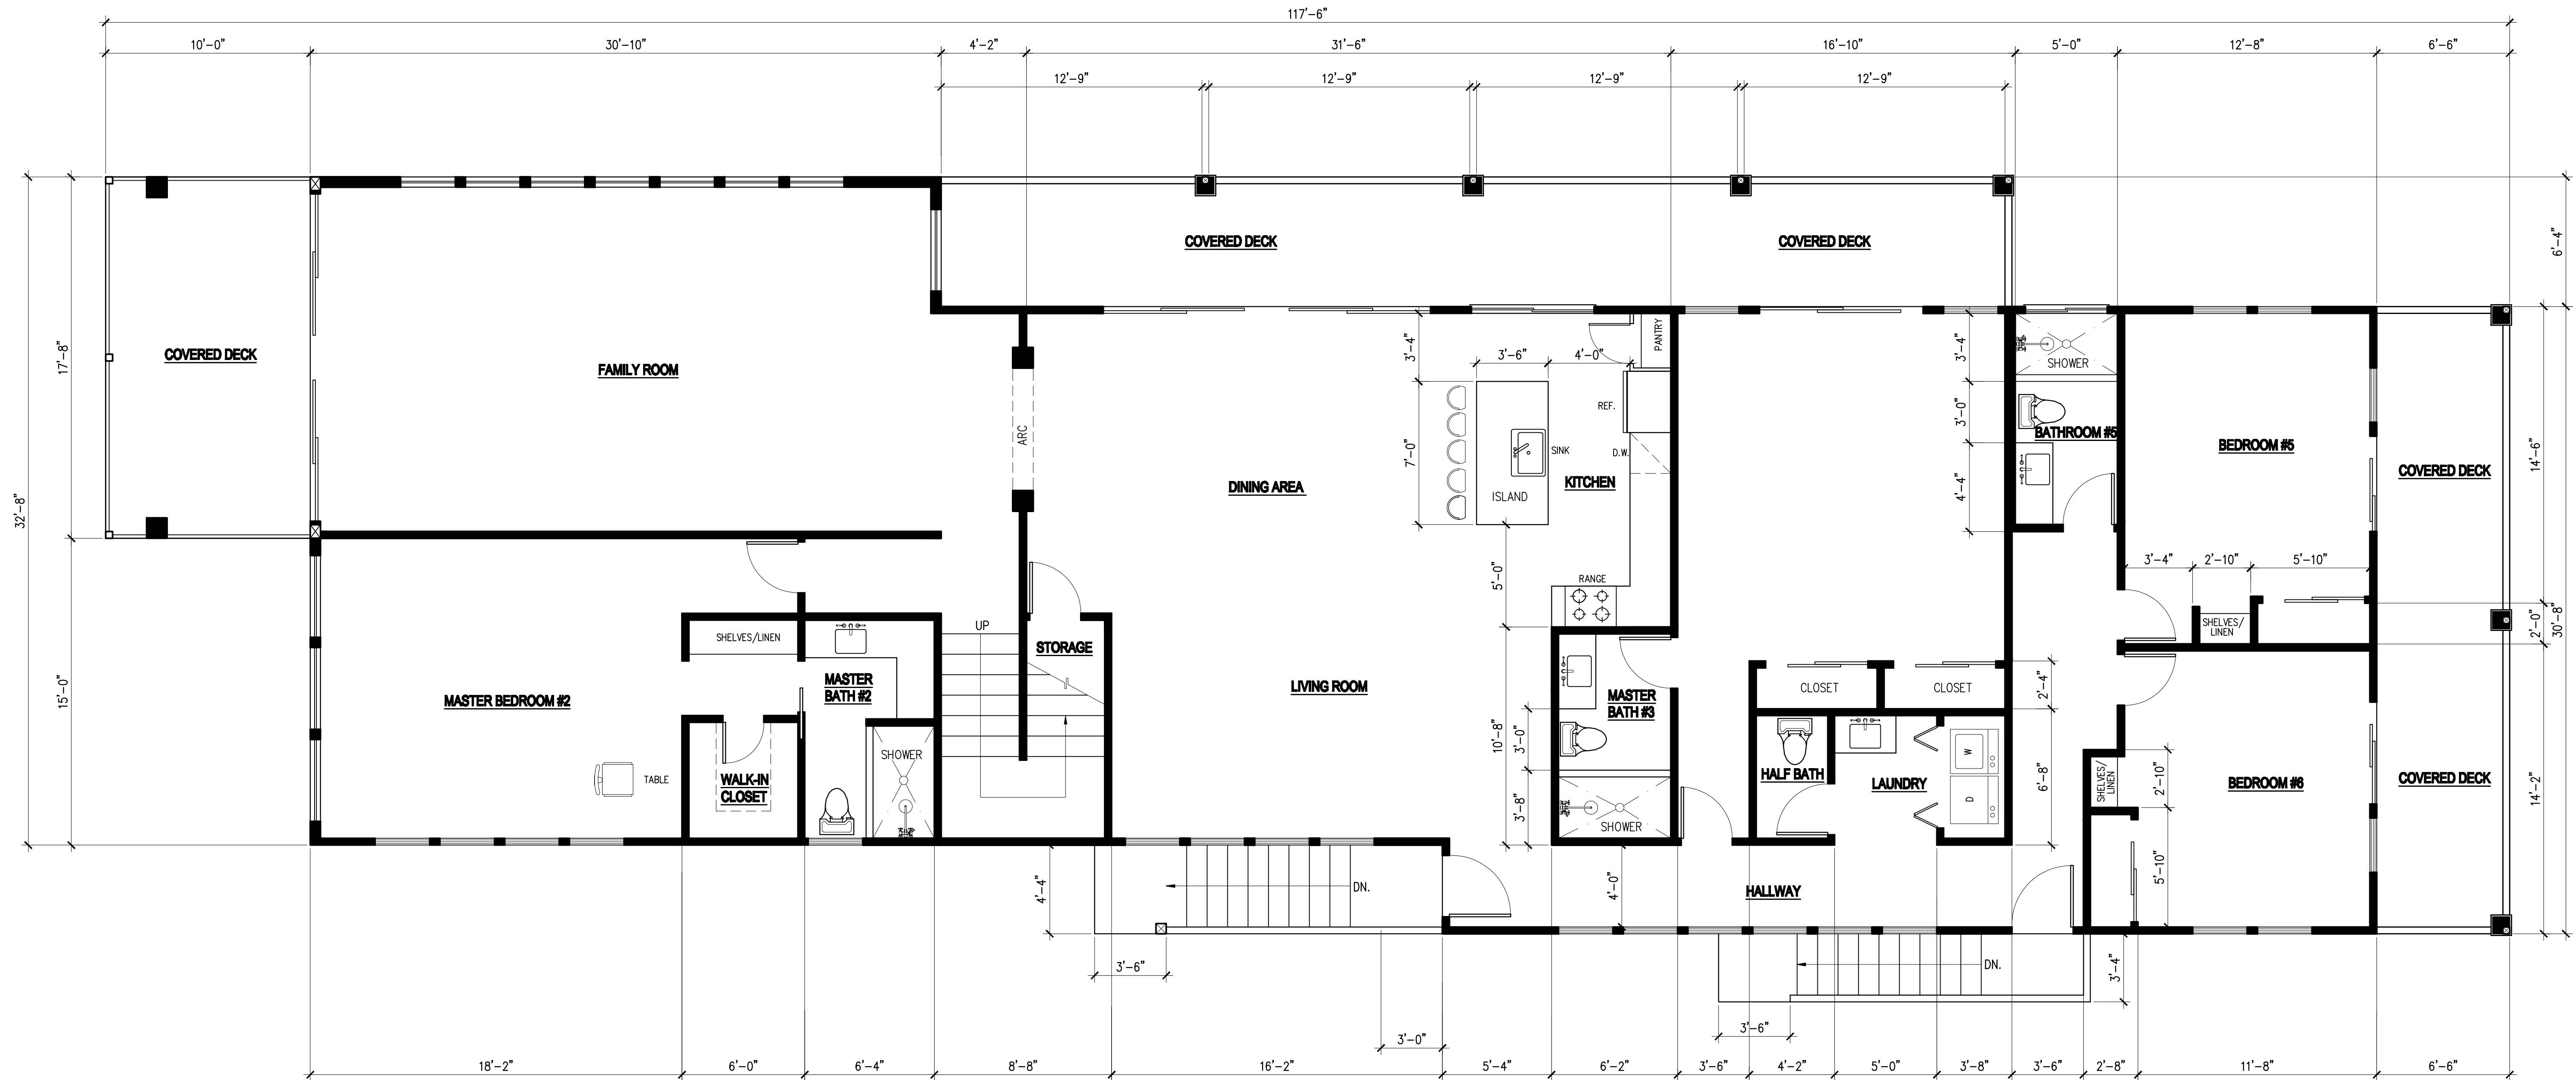 117'-6"
10'-0"
30'-10"
4'-2"
31'-6"
16'-10"
5'-0"
12'-8"
6'-6"
12'-9"
12'-9"
12'-9"
12'-9"
32'-8"
17'-8"
15'-0"
COVERED DECK
FAMILY ROOM
COVERED DECK
COVERED DECK
6'-4"
ARC
DINING AREA
3'-4"
7'-0"
5'-0"
3'-6"
4'-0"
PANTRY
REF.
SINK
D.W.
ISLAND
KITCHEN
RANGE
3'-4"
3'-0"
4'-4"
SHOWER
BATHROOM #5
BEDROOM #5
COVERED DECK
14'-6"
2'-0"
30'-8"
14'-2"
3'-4"
2'-10"
5'-10"
SHELVES/
LINEN
MASTER BEDROOM #2
SHELVES/LINEN
MASTER
BATH #2
SHOWER
WALK-IN
CLOSET
TABLE
UP
STORAGE
LIVING ROOM
10'-8"
3'-0"
3'-8"
MASTER
BATH #3
SHOWER
CLOSET
CLOSET
2'-4"
6'-8"
HALF BATH
LAUNDRY
W
D
SHELVES/
LINEN
2'-10"
5'-10"
BEDROOM #6
COVERED DECK
4'-4"
DN.
4'-0"
HALLWAY
3'-6"
DN.
3'-4"
3'-6"
3'-0"
18'-2"
6'-0"
6'-4"
8'-8"
16'-2"
5'-4"
6'-2"
3'-6"
4'-2"
5'-0"
3'-8"
3'-6"
2'-8"
11'-8"
6'-6"